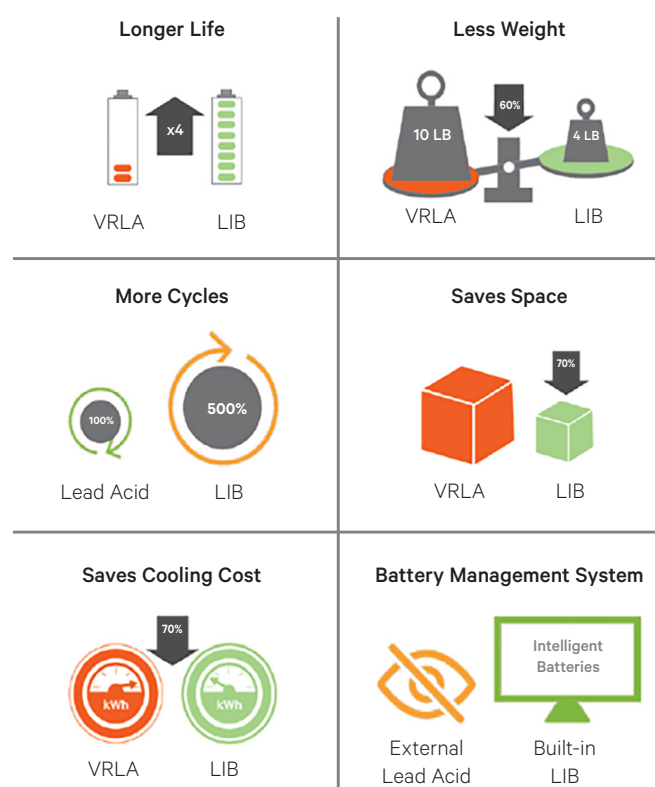 Longer Life
x4
VRLA
LIB
Less Weight
10 LB
60%
4 LB
VRLA
LIB
More Cycles
100%
500%
Lead Acid
LIB
Saves Space
70%
VRLA
LIB
Saves Cooling Cost
70%
kWh
kWh
VRLA
LIB
Battery Management System
Intelligent
Batteries
External
Lead Acid
Built-in
LIB